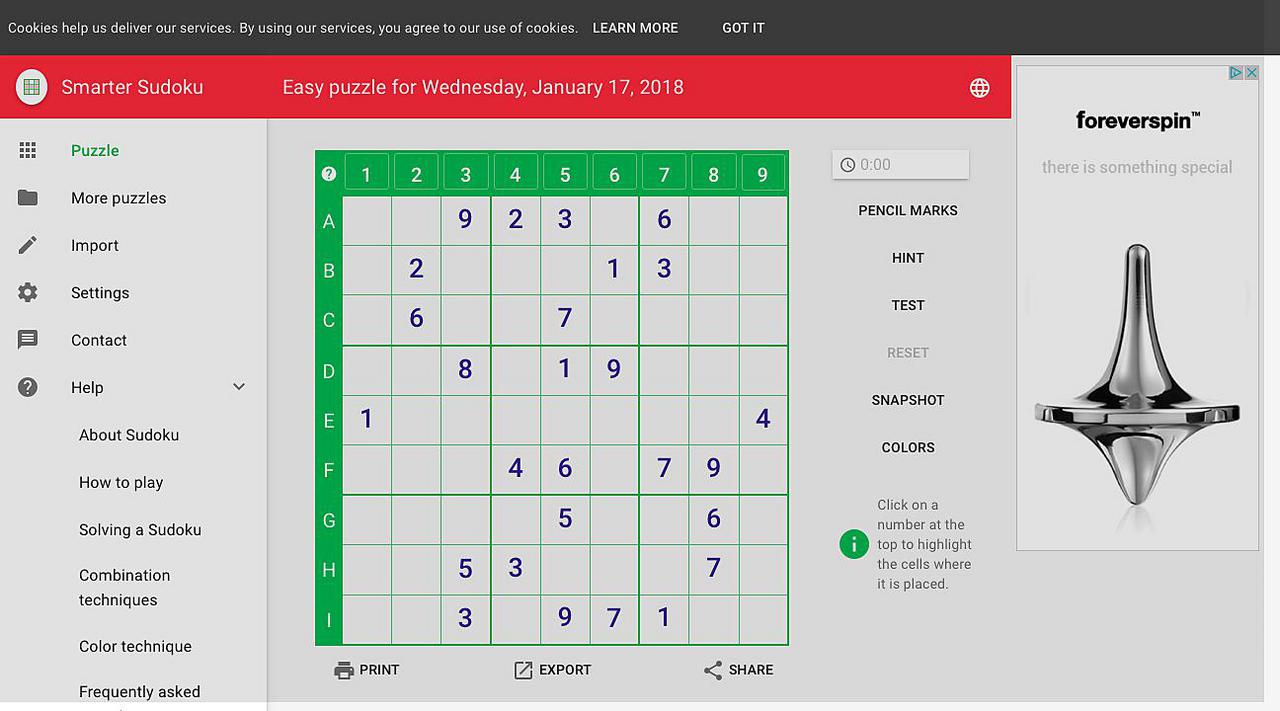 Cookies help us deliver our services. By using our services, you agree to our use of cookies. LEARN MORE GOT IT
Smarter Sudoku
Easy puzzle for Wednesday, January 17, 2018
Puzzle
More puzzles
Import
Settings
Contact
Help
About Sudoku
How to play
Solving a Sudoku
Combination
techniques
Color technique
Frequently asked
1 2 3 4 5 6 7 8 9
A 9 2 3 6
B 2 1 3
C 6 7
D 8 1 9
E 1 4
F 4 6 7 9
G 5 6
H 5 3 7
I 3 9 7 1
PRINT EXPORT SHARE
0:00
PENCIL MARKS
HINT
TEST
RESET
SNAPSHOT
COLORS
Click on a
number at the
top to highlight
the cells where
it is placed.
foreverspin™
there is something special